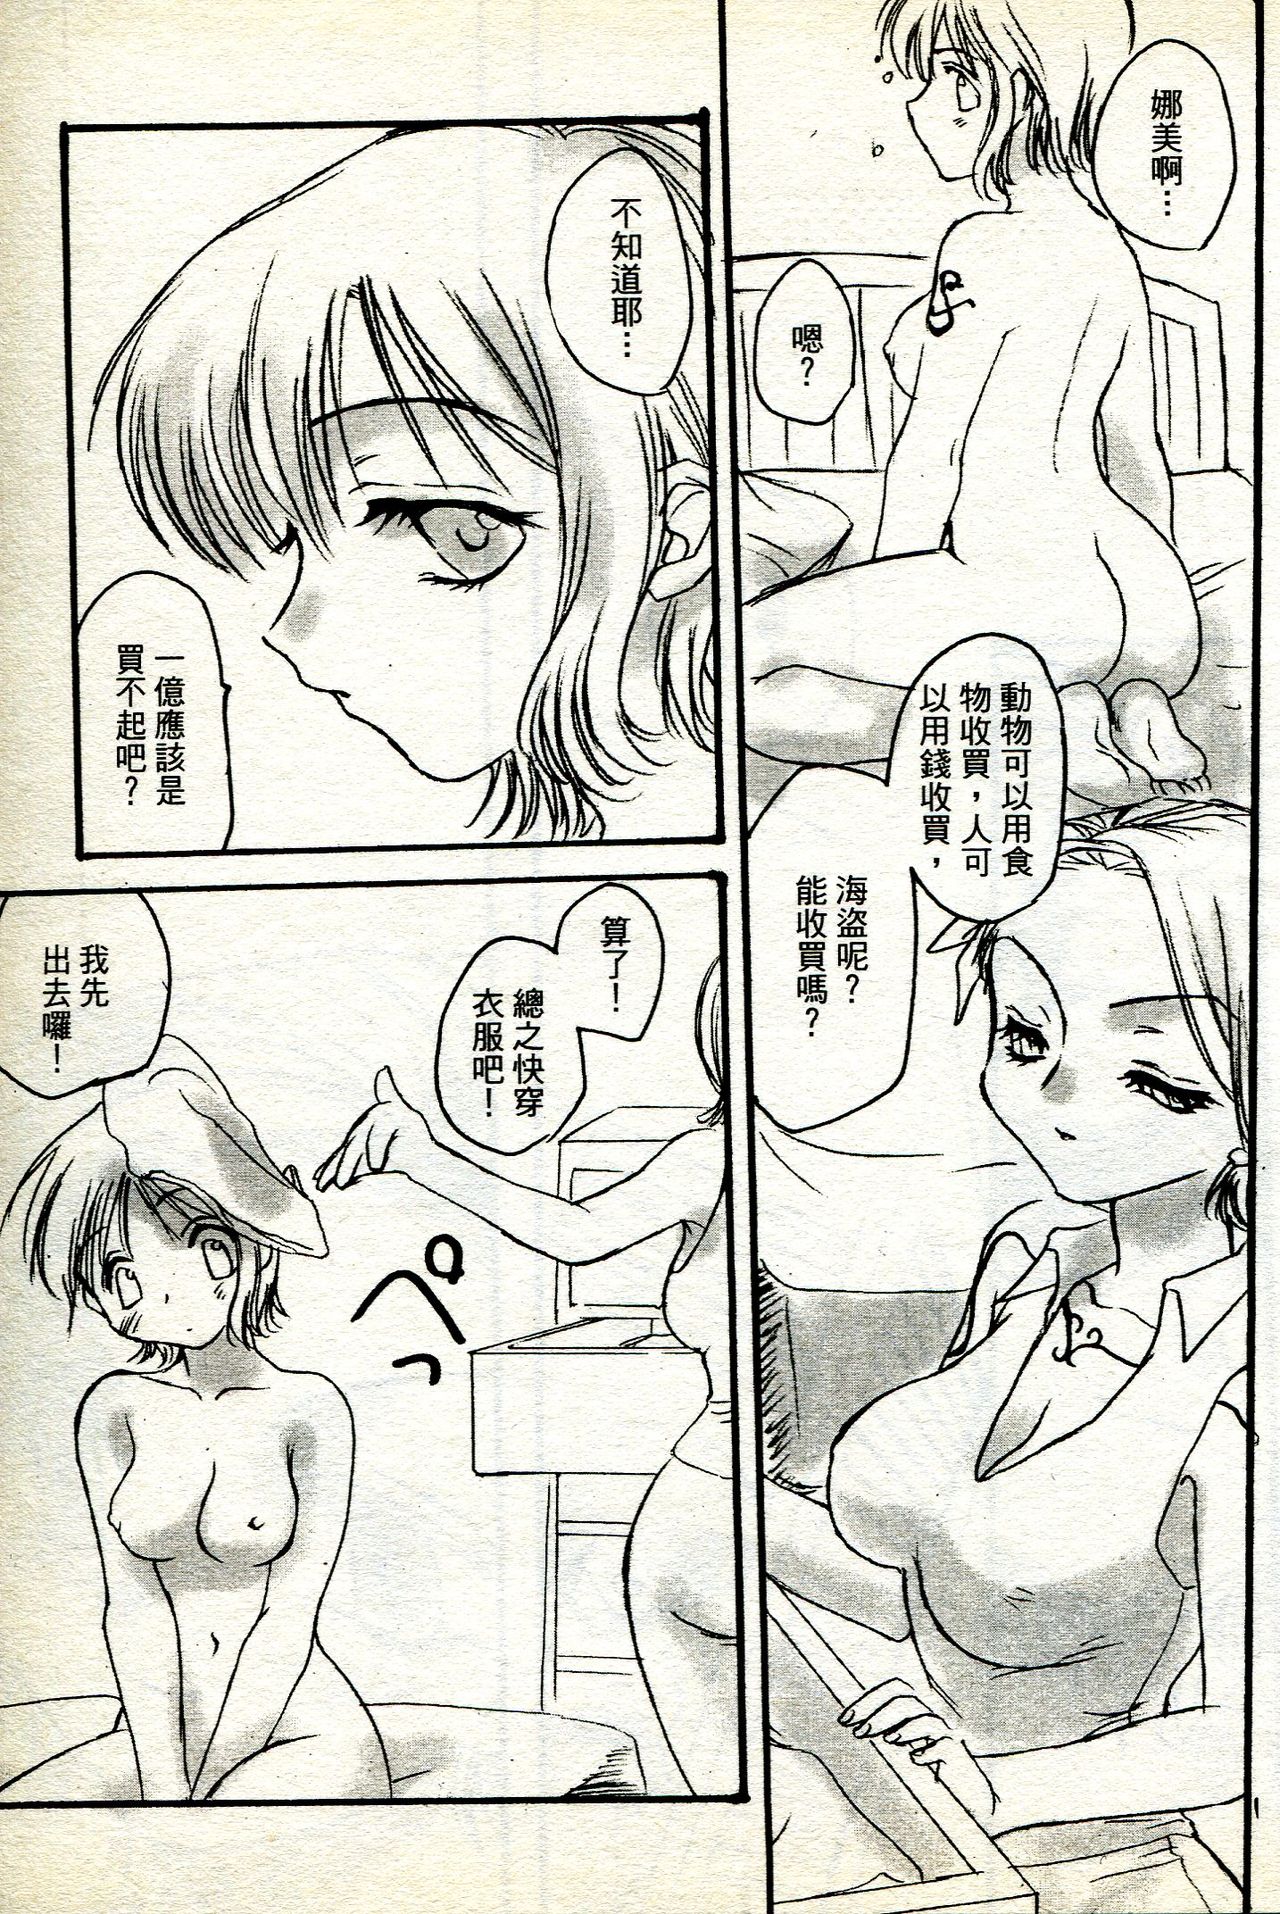 娜美啊…
嗯？
動物可以用食
物收買，人可
以用錢收買，
海盜呢？
能收買嗎？
不知道耶…
一億應該是
買不起吧？
算了！
總之快穿
衣服吧！
ぺっ
我先
出去囉！